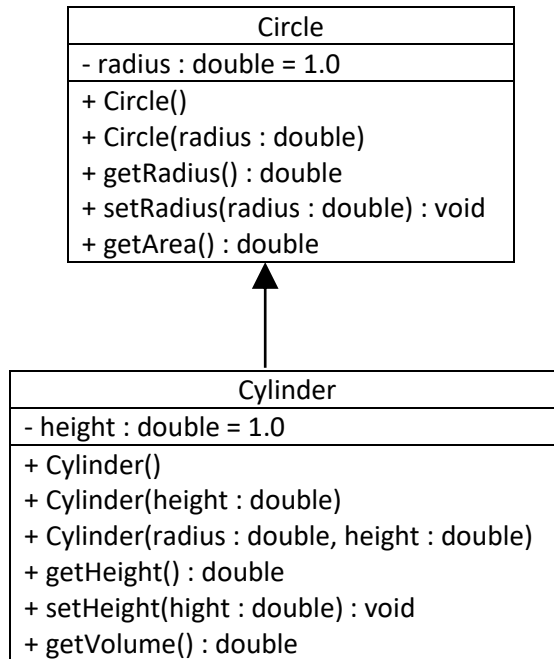 Circle
- radius : double = 1.0
+ Circle()
+ Circle(radius : double)
+ getRadius() : double
+ setRadius(radius : double) : void
+ getArea() : double
Cylinder
- height : double = 1.0
+ Cylinder()
+ Cylinder(height : double)
+ Cylinder(radius : double, height : double)
+ getHeight() : double
+ setHeight(hight : double) : void
+ getVolume() : double